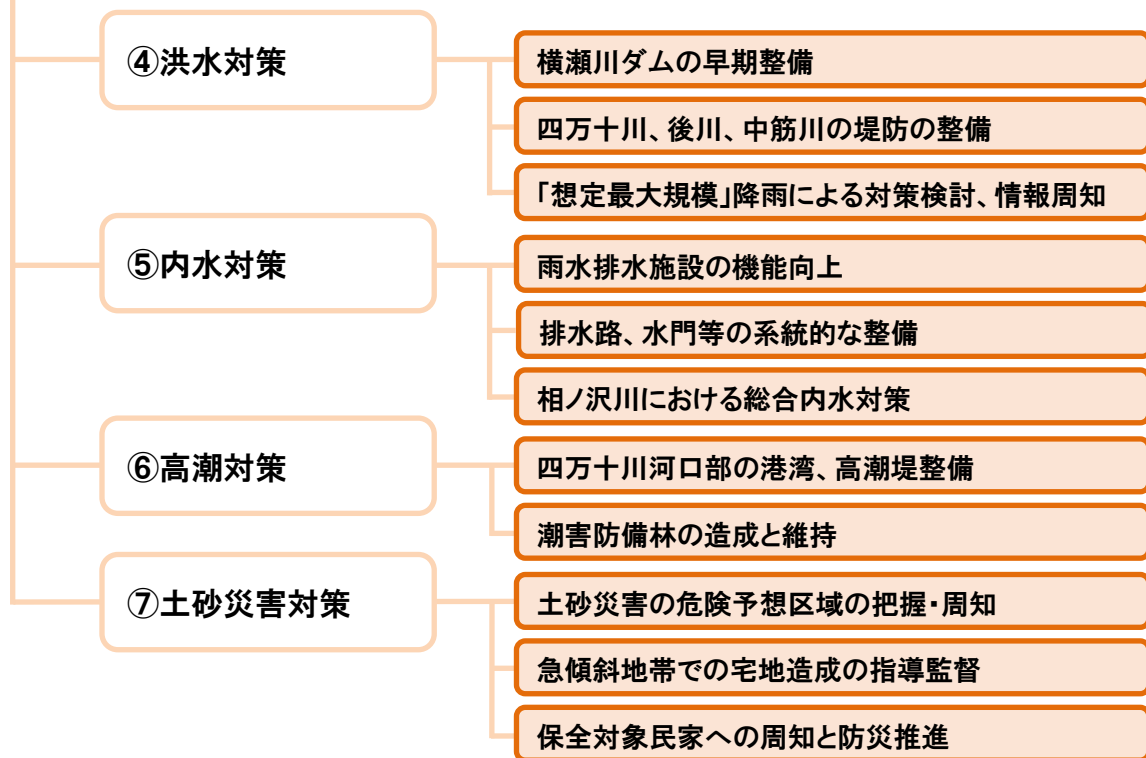 ④洪水対策
横瀬川ダムの早期整備
四万十川、後川、中筋川の堤防の整備
「想定最大規模」降雨による対策検討、情報周知
⑤内水対策
雨水排水施設の機能向上
排水路、水門等の系統的な整備
相ノ沢川における総合内水対策
⑥高潮対策
四万十川河口部の港湾、高潮堤整備
潮害防備林の造成と維持
⑦土砂災害対策
土砂災害の危険予想区域の把握・周知
急傾斜地帯での宅地造成の指導監督
保全対象民家への周知と防災推進